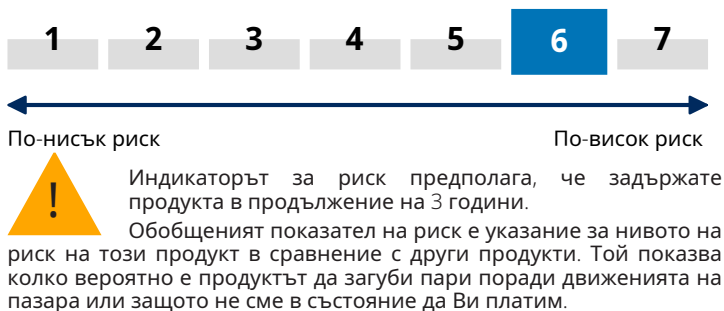 1 2 3 4 5 6 7
По-нисък риск По-висок риск
!
Индикаторът за риск предполага, че задържате
продукта в продължение на 3 години.
Обобщеният показател на риск е указание за нивото на
риск на този продукт в сравнение с други продукти. Той показва
колко вероятно е продуктът да загуби пари поради движенията на
пазара или защото не сме в състояние да Ви платим.